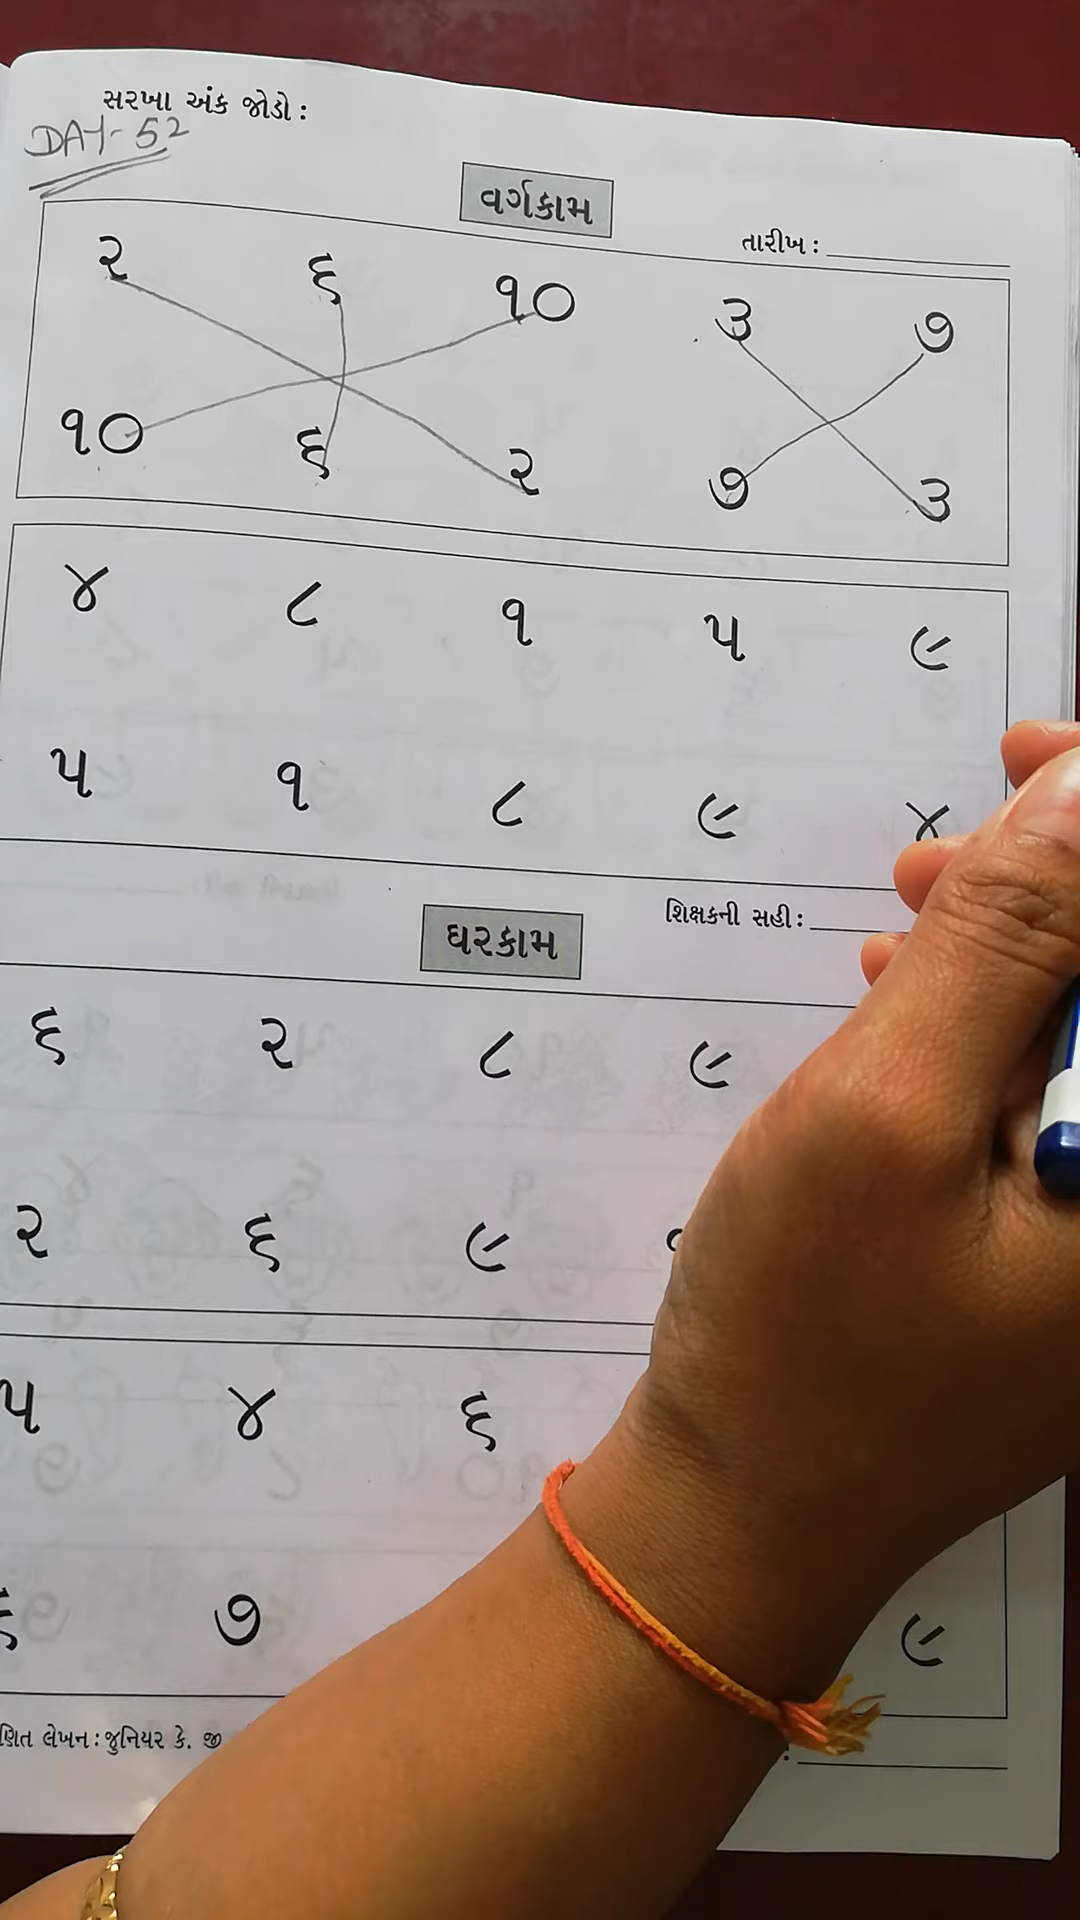 સરખા અંક જોડો :
DAY-52
વર્ગકામ
તારીખ :
૨ ૬ ૧૦ ૩ ૭
૧૦ ૬ ૨ ૭ ૩
૪ ૮ ૧ ૫ ૯
૫ ૧ ૮ ૯ ૪
શિક્ષકની સહી :
ઘરકામ
૬ ૨ ૮ ૯
૨ ૬ ૯
૫ ૪ ૬
૬ ૭ ૯
લેખન : જુનિયર કે. જી